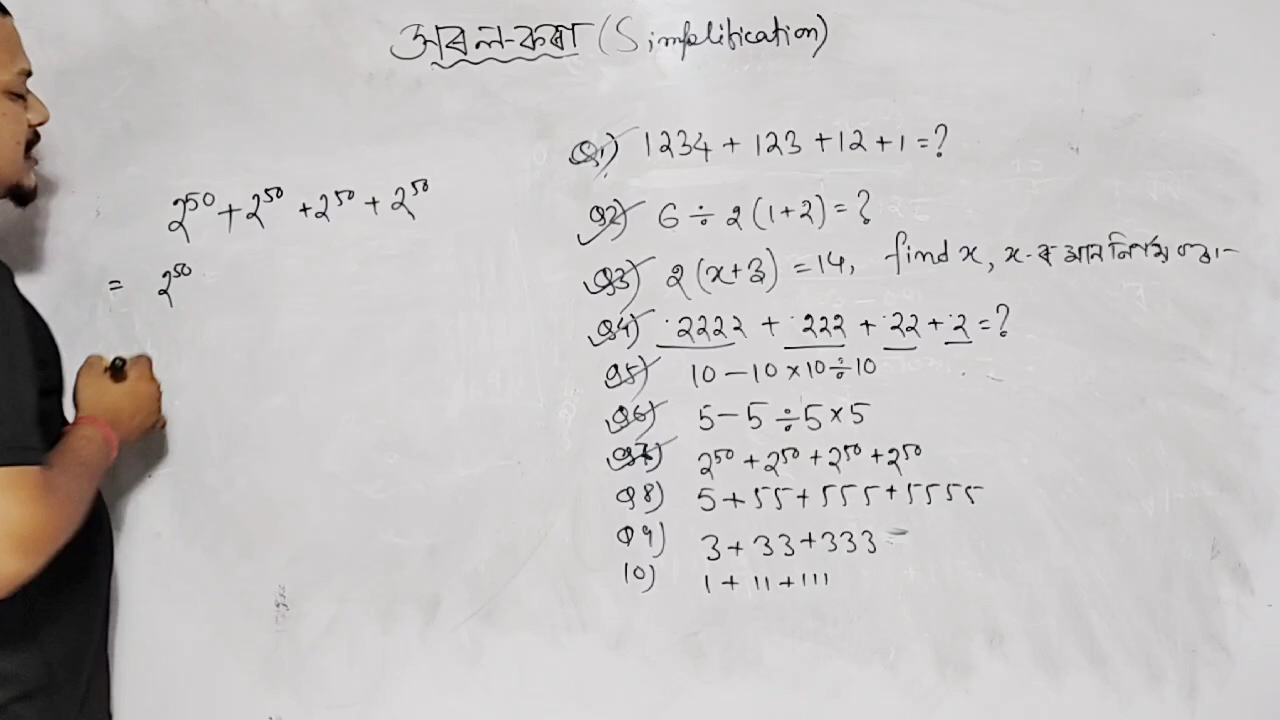 সৰল-কৰা (Simplification)
2⁵⁰ + 2⁵⁰ + 2⁵⁰ + 2⁵⁰
= 2⁵⁰
Q1) 1234 + 123 + 12 + 1 = ?
Q2) 6 ÷ 2 (1+2) = ?
Q3) 2 (x+3) = 14, find x, x-ৰ মান নিৰ্ণয় কৰা-
Q4) .2222 + .222 + .22 + .2 = ?
Q5) 10 - 10 × 10 ÷ 10
Q6) 5 - 5 ÷ 5 × 5
Q7) 2⁵⁰ + 2⁵⁰ + 2⁵⁰ + 2⁵⁰
Q8) 5 + 55 + 555 + 5555
Q9) 3 + 33 + 333 =
10) 1 + 11 + 111